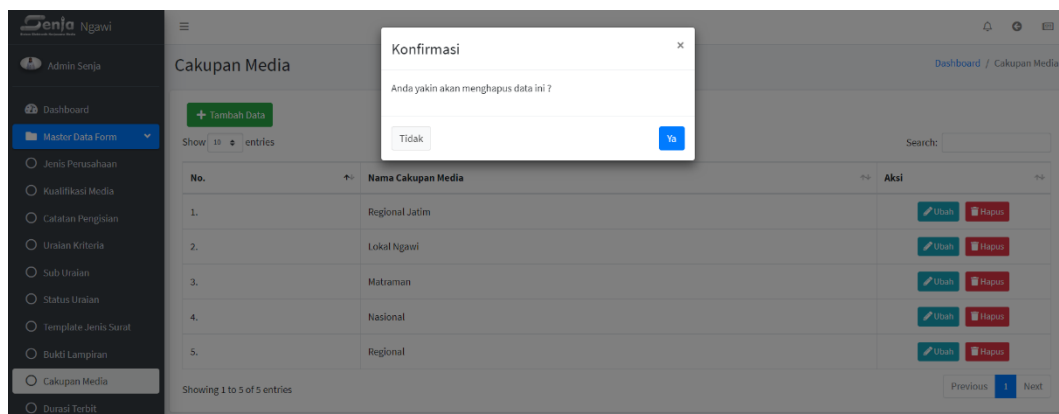 Senja Ngawi
Admin Senja
Dashboard
Master Data Form
Jenis Perusahaan
Kualifikasi Media
Catatan Pengisian
Uraian Kriteria
Sub Uraian
Status Uraian
Template Jenis Surat
Bukti Lampiran
Cakupan Media
Durasi Terbit
Cakupan Media
Dashboard / Cakupan Media
Konfirmasi ×
Anda yakin akan menghapus data ini ?
Tidak Ya
+ Tambah Data
Show 10 entries
Search:
No. Nama Cakupan Media Aksi
1. Regional Jatim Ubah Hapus
2. Lokal Ngawi Ubah Hapus
3. Matraman Ubah Hapus
4. Nasional Ubah Hapus
5. Regional Ubah Hapus
Showing 1 to 5 of 5 entries
Previous 1 Next